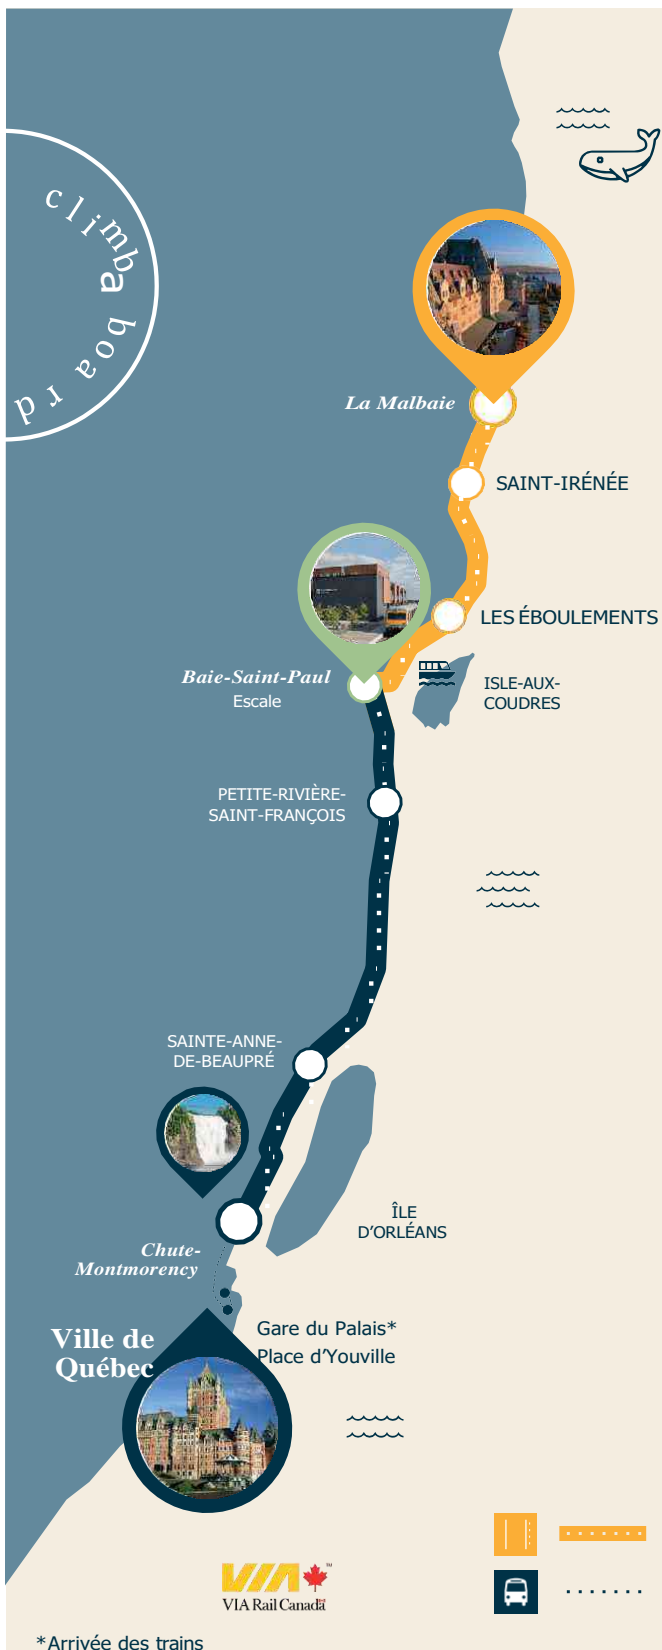 climb
a board
La Malbaie
SAINT-IRÉNÉE
LES ÉBOULEMENTS
Baie-Saint-Paul
Escale
ISLE-AUX-
COUDRES
PETITE-RIVIÈRE-
SAINT-FRANÇOIS
SAINTE-ANNE-
DE-BEAUPRÉ
ÎLE
D’ORLÉANS
Chute-
Montmorency
Ville de
Québec
Gare du Palais*
Place d’Youville
VIA
VIA Rail Canada
*Arrivée des trains